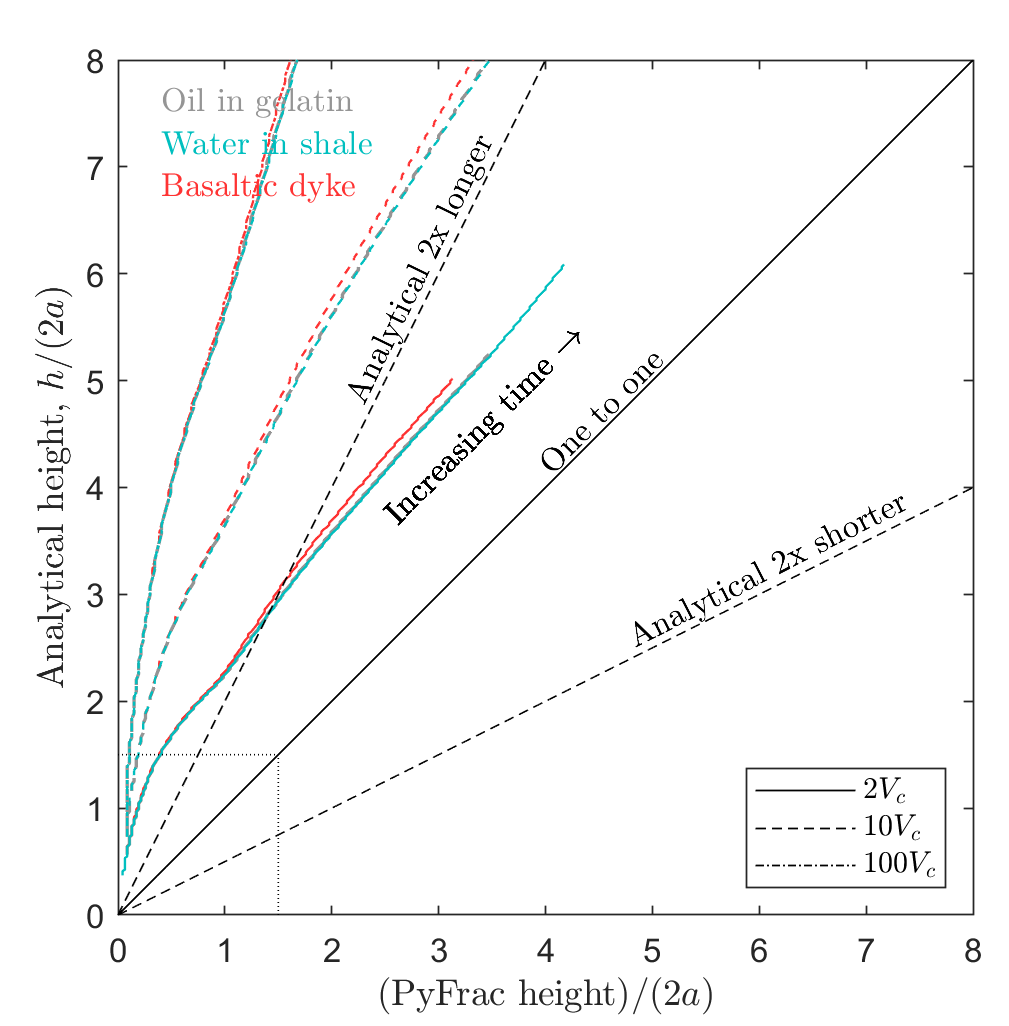 8
7
6
5
4
3
2
1
0
Analytical height, h/(2a)
Oil in gelatin
Water in shale
Basaltic dyke
Analytical 2x longer
Increasing time →
One to one
Analytical 2x shorter
2V_c
10V_c
100V_c
0 1 2 3 4 5 6 7 8
(PyFrac height)/(2a)